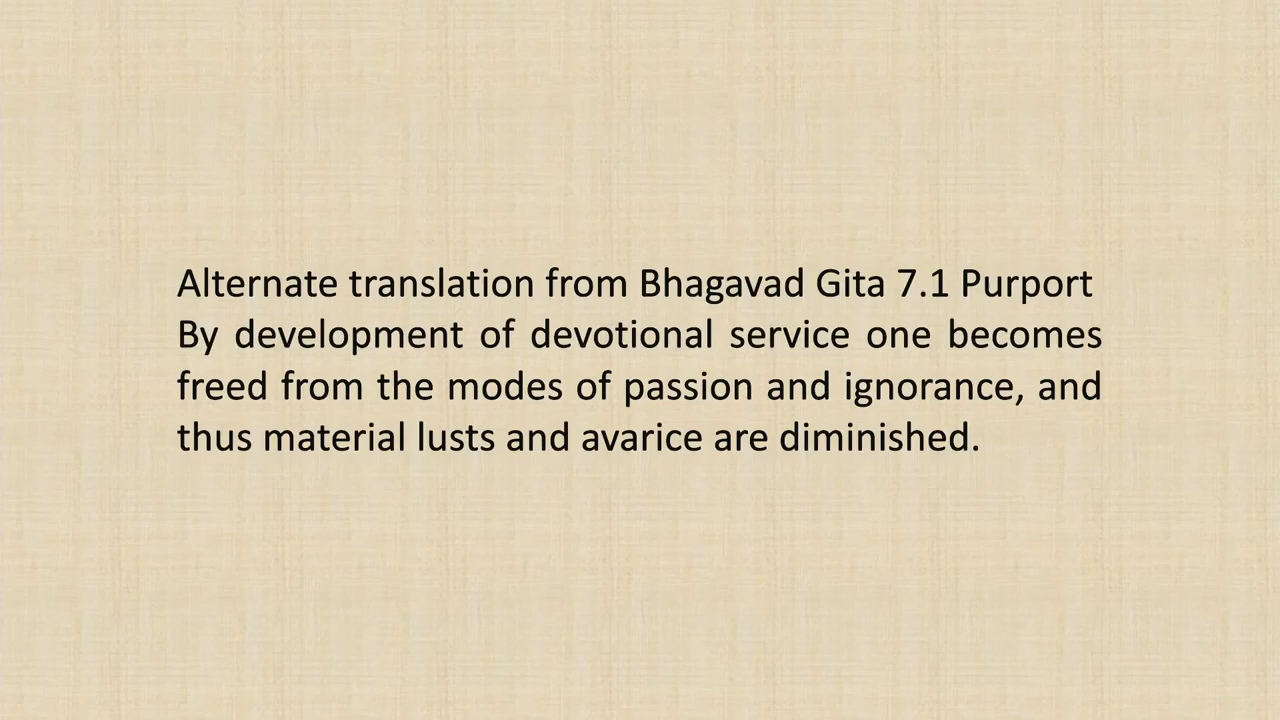 Alternate translation from Bhagavad Gita 7.1 Purport
By development of devotional service one becomes
freed from the modes of passion and ignorance, and
thus material lusts and avarice are diminished.